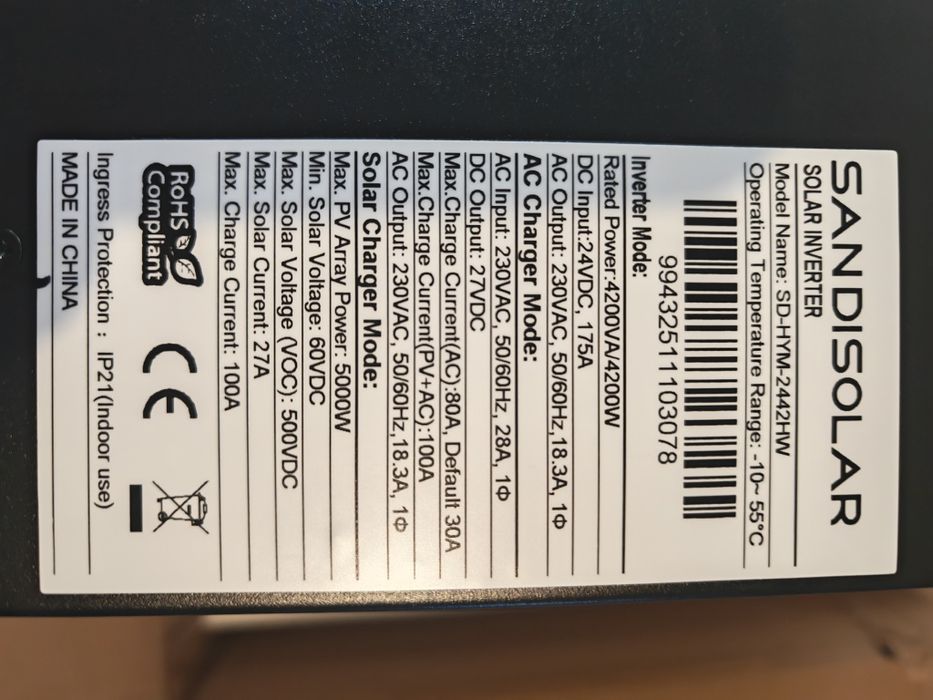 SANDISOLAR
SOLAR INVERTER
Model Name: SD-HYM-2442HW
Operating Temperature Range: -10~ 55°C
99432511103078
Inverter Mode:
Rated Power:4200VA/4200W
DC Input:24VDC, 175A
AC Output: 230VAC, 50/60Hz,18.3A, 1Φ
AC Charger Mode:
AC Input: 230VAC, 50/60Hz, 28A, 1Φ
DC Output: 27VDC
Max.Charge Current(AC):80A, Default 30A
Max.Charge Current(PV+AC):100A
AC Output: 230VAC, 50/60Hz,18.3A, 1Φ
Solar Charger Mode:
Max. PV Array Power: 5000W
Min. Solar Voltage: 60VDC
Max. Solar Voltage (VOC): 500VDC
Max. Solar Current: 27A
Max. Charge Current: 100A
RoHS
Compliant
CE
Ingress Protection : IP21(Indoor use)
MADE IN CHINA